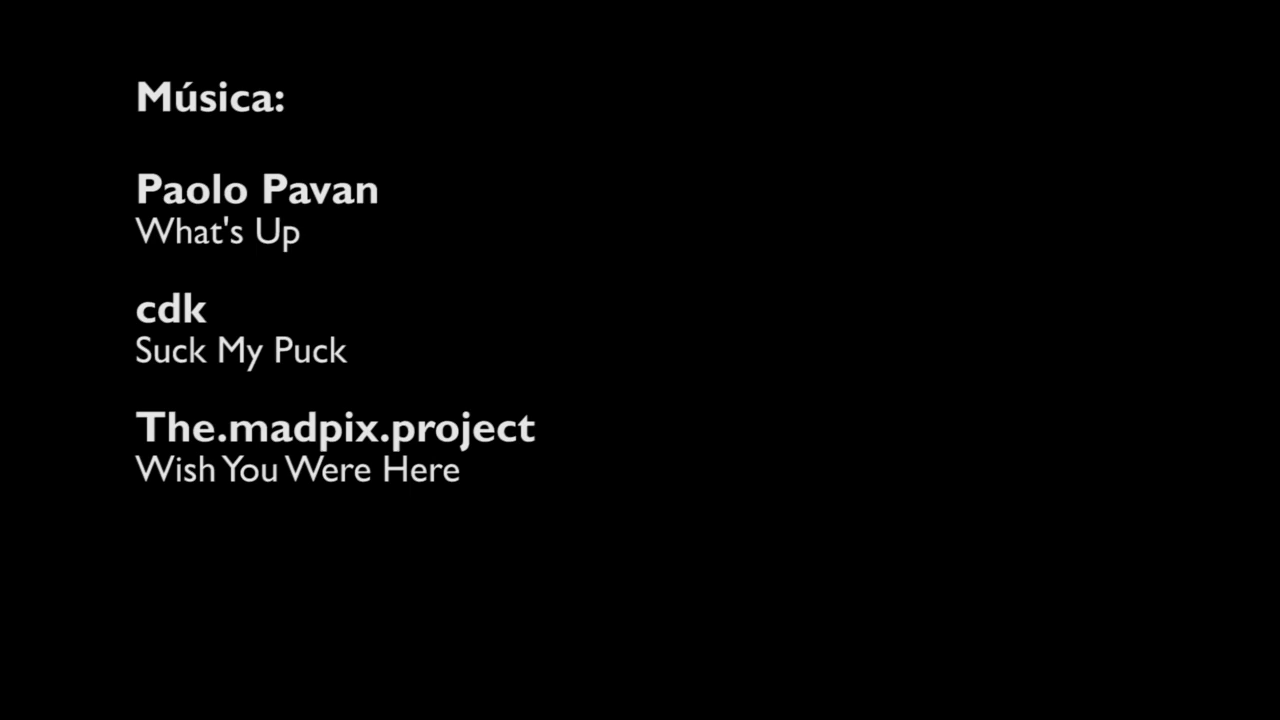 Música:
Paolo Pavan
What's Up
cdk
Suck My Puck
The.madpix.project
Wish You Were Here